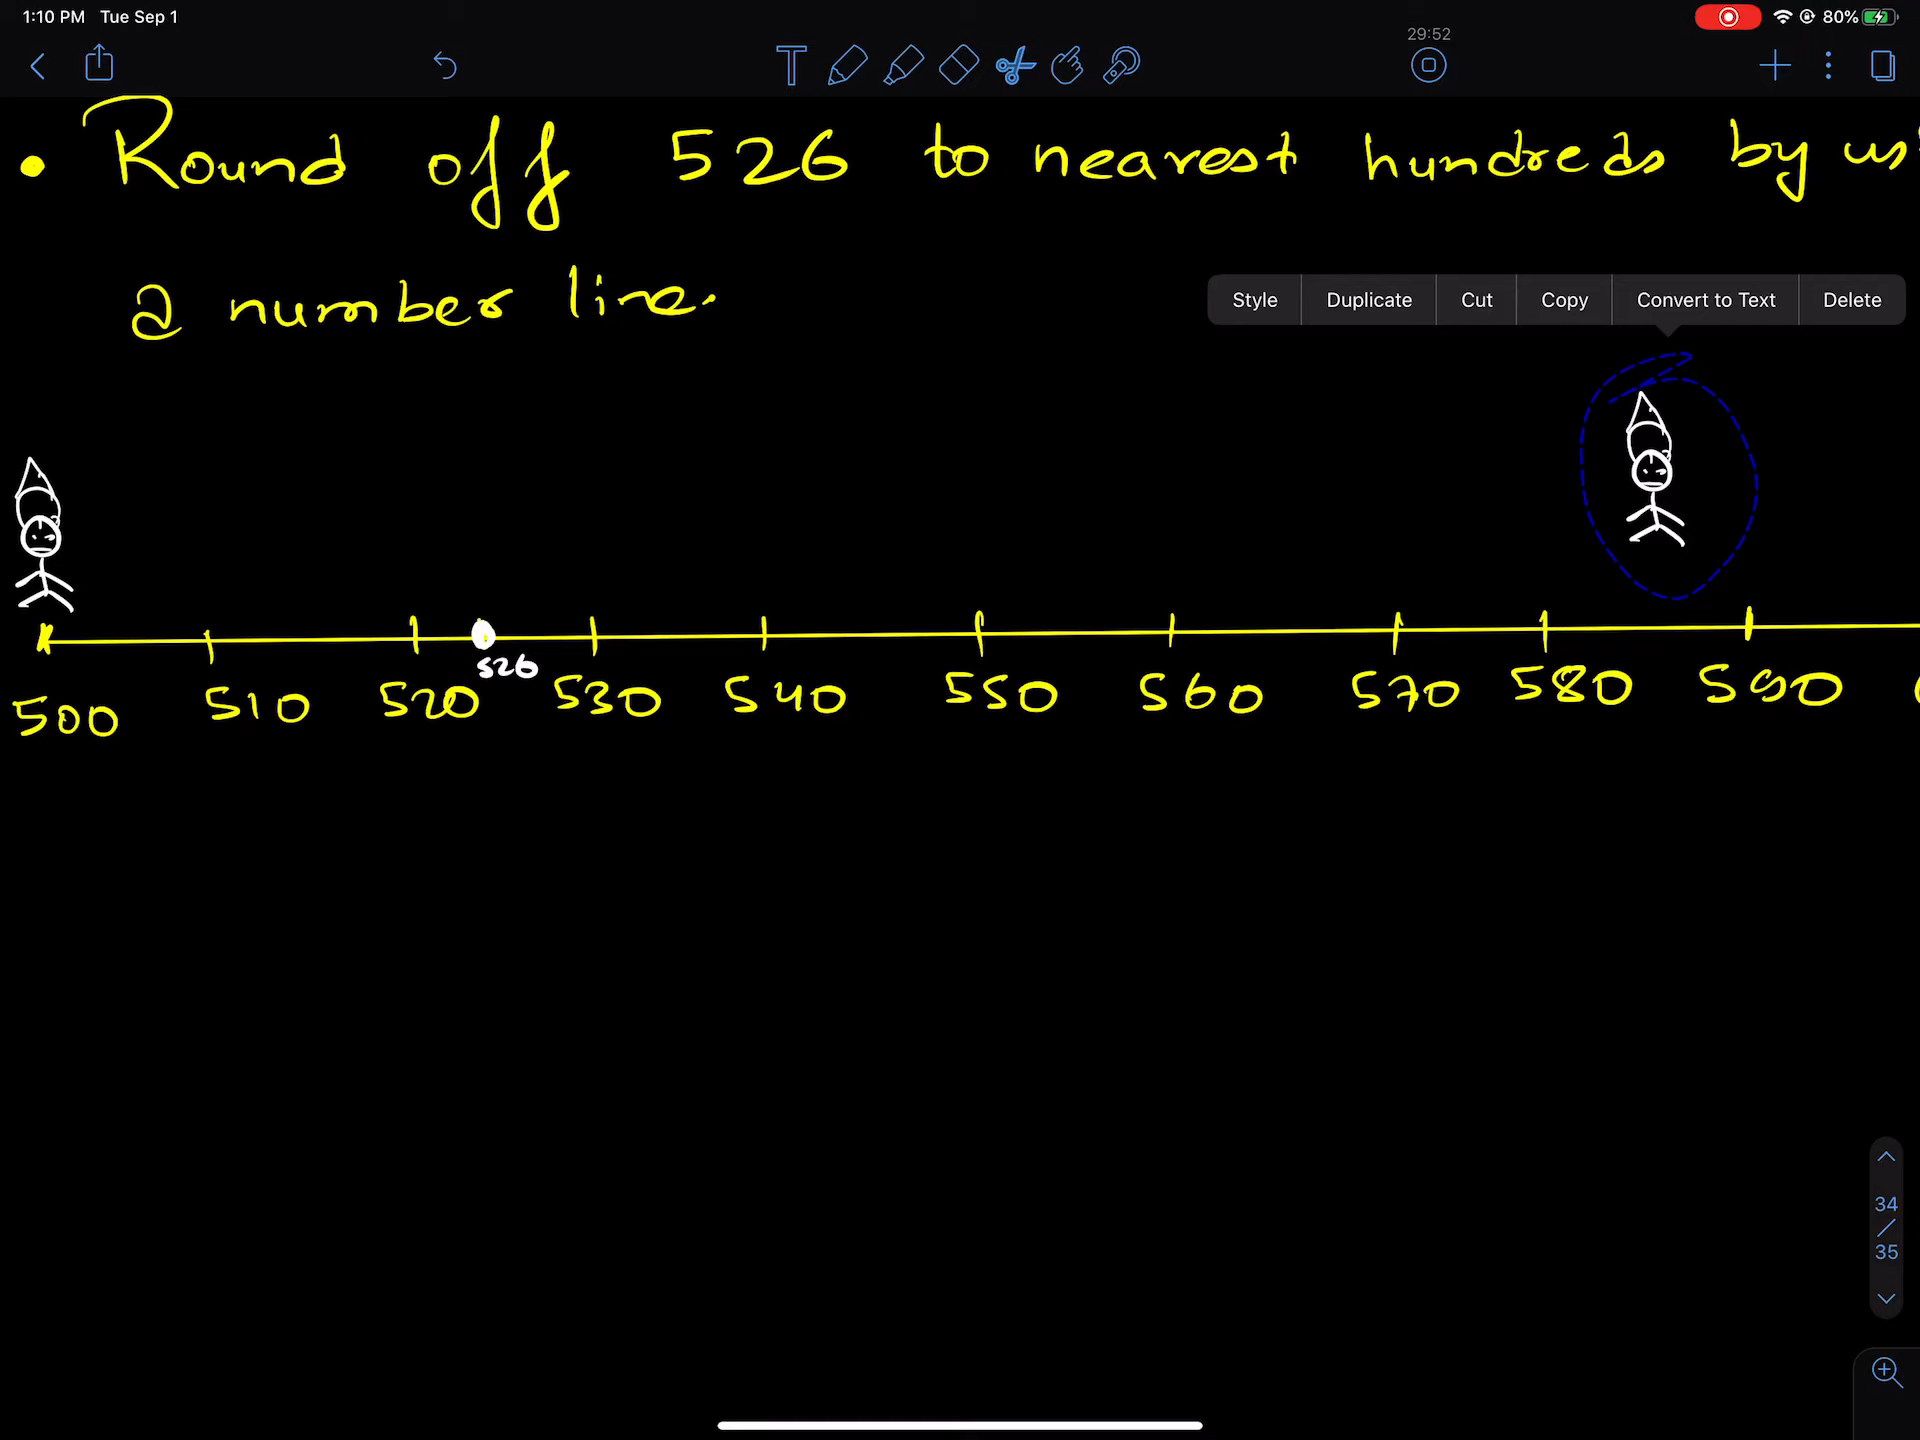 1:10 PM Tue Sep 1
80%
29:52
T
• Round off 526 to nearest hundreds by us
a number line.
Style Duplicate Cut Copy Convert to Text Delete
526
500 510 520 530 540 550 560 570 580 590
34
/
35